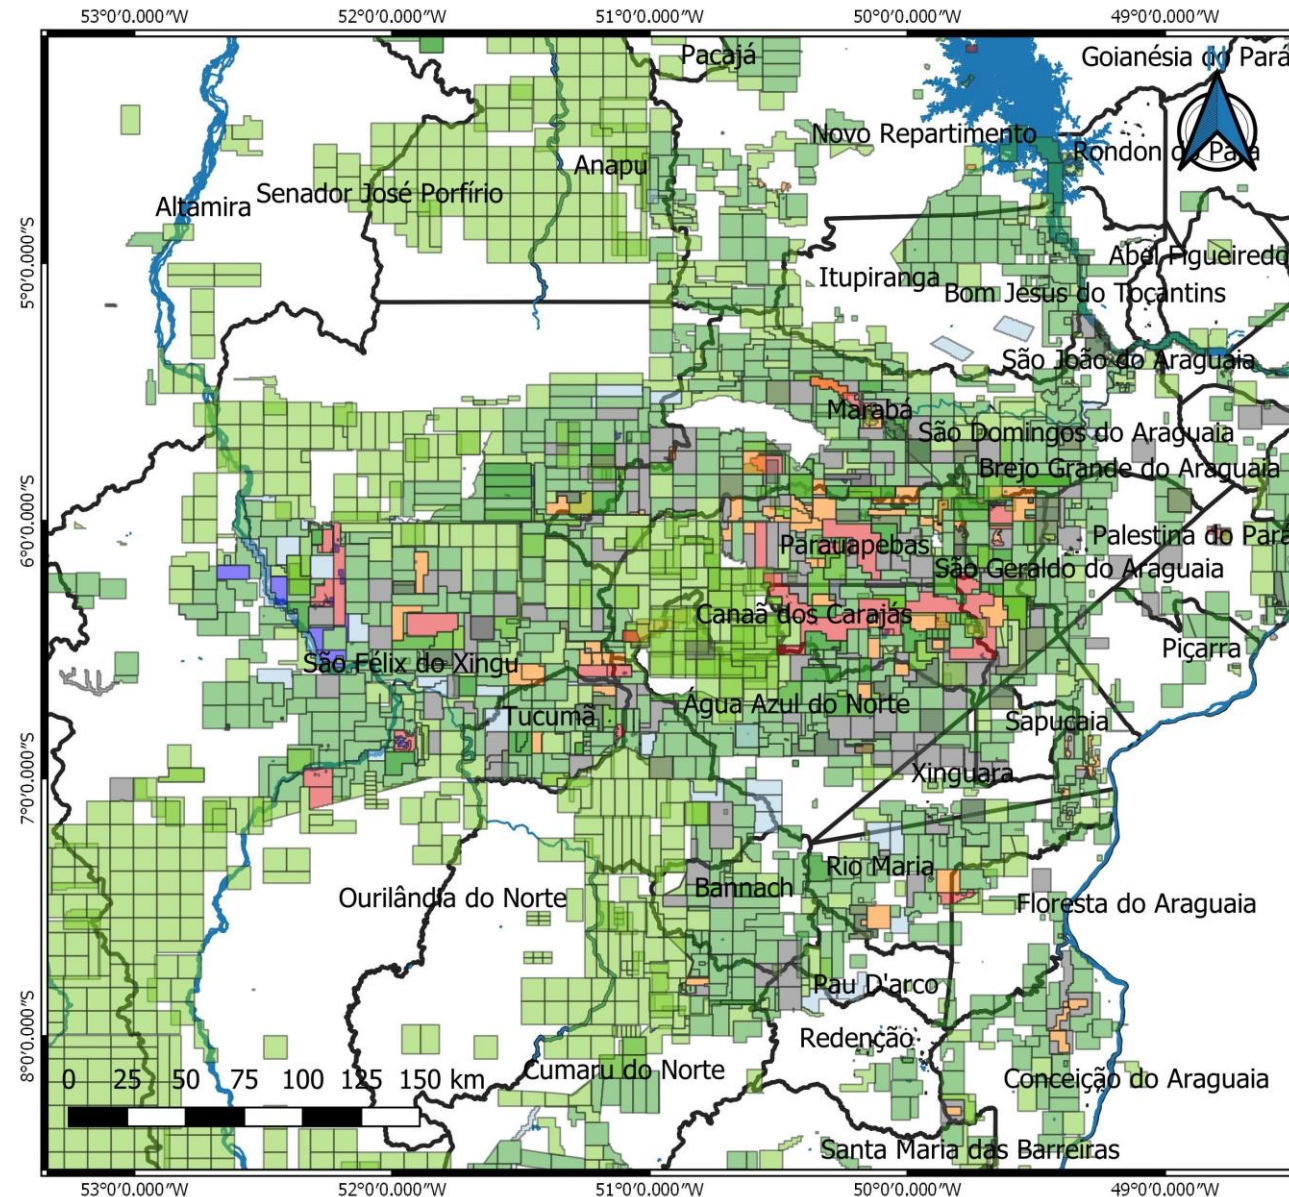 53°0'0.000"W 52°0'0.000"W 51°0'0.000"W 50°0'0.000"W 49°0'0.000"W
Pacajá
Goianésia do Pará
N
Novo Repartimento
Rondon do Pará
Anapu
Senador José Porfírio
Altamira
5°0'0.000"S
Abel Figueiredo
Itupiranga
Bom Jesus do Tocantins
São João do Araguaia
Marabá
São Domingos do Araguaia
Brejo Grande do Araguaia
6°0'0.000"S
Palestina do Pará
Parauapebas
São Geraldo do Araguaia
Canaã dos Carajás
Piçarra
São Félix do Xingu
Água Azul do Norte
Tucumã
Sapucaia
7°0'0.000"S
Xinguara
Rio Maria
Bannach
Ourilândia do Norte
Floresta do Araguaia
Pau D'arco
8°0'0.000"S
Redenção
Cumaru do Norte
Conceição do Araguaia
0 25 50 75 100 125 150 km
Santa Maria das Barreiras
53°0'0.000"W 52°0'0.000"W 51°0'0.000"W 50°0'0.000"W 49°0'0.000"W